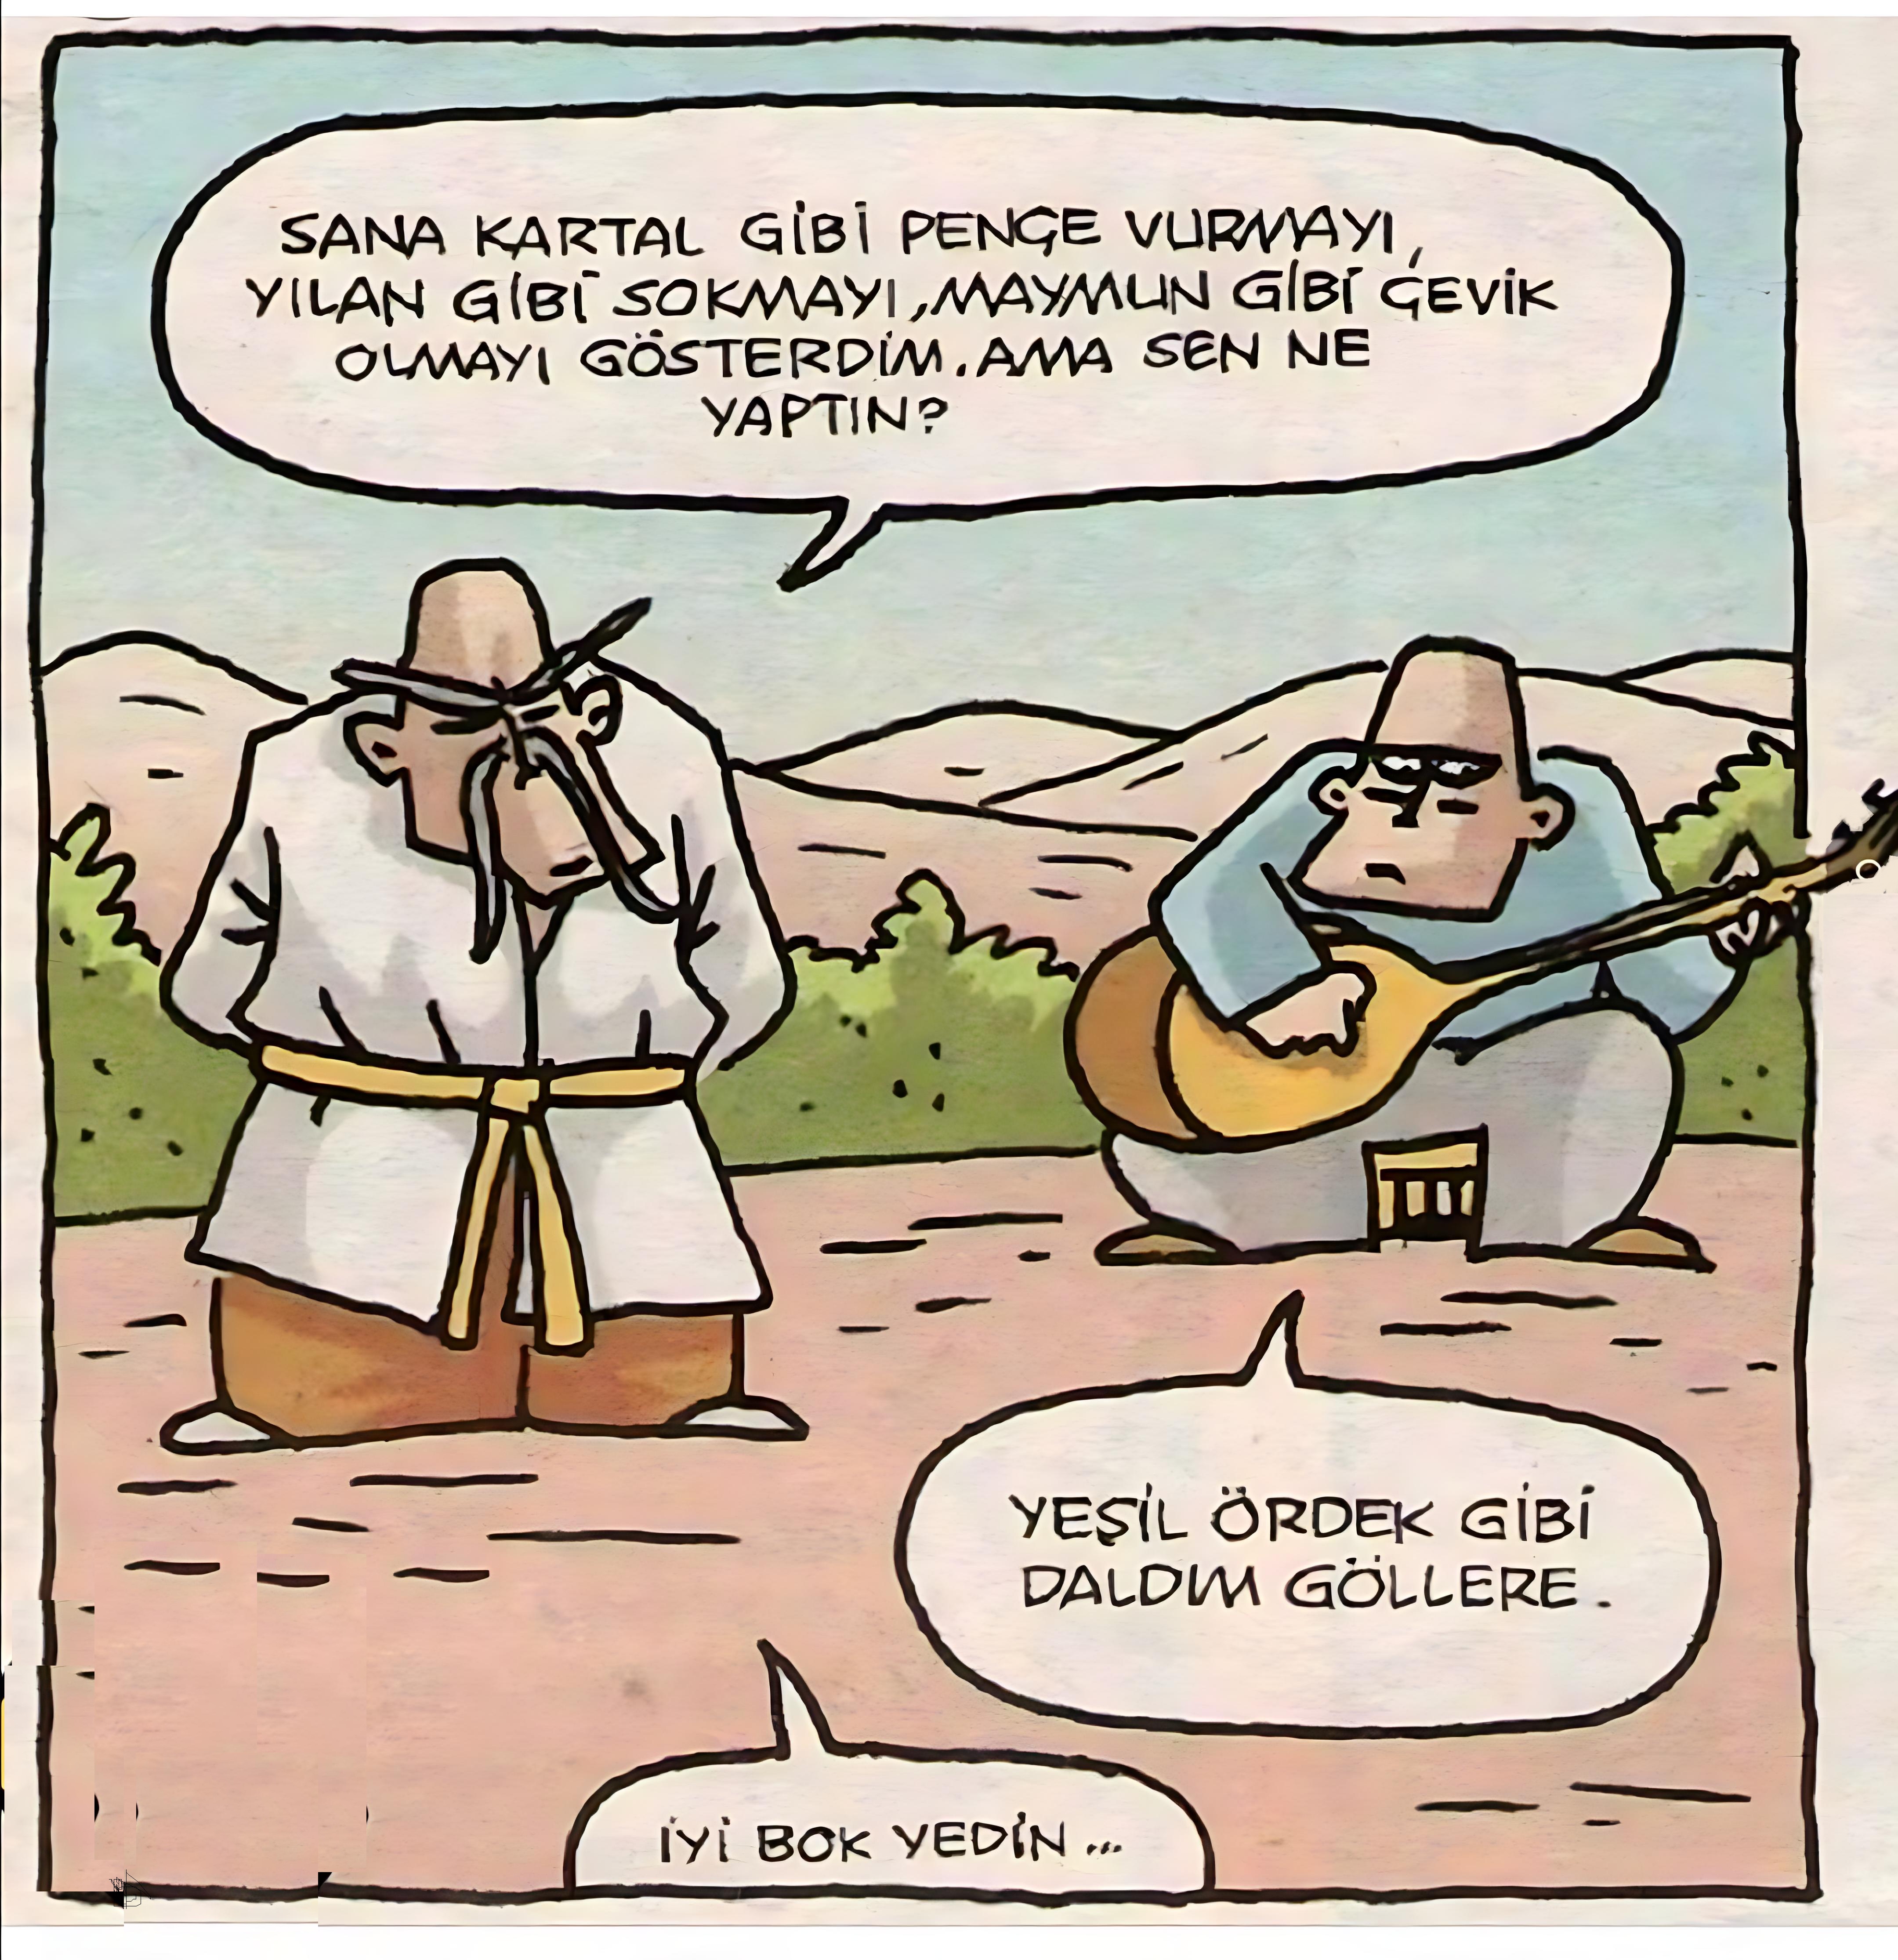 SANA KARTAL GİBİ PENÇE VURMAYI,
YILAN GİBİ SOKMAYI, MAYMUN GİBİ ÇEVİK
OLMAYI GÖSTERDİM. AMA SEN NE
YAPTIN?
YEŞİL ÖRDEK GİBİ
DALDIM GÖLLERE.
İYİ BOK YEDİN...